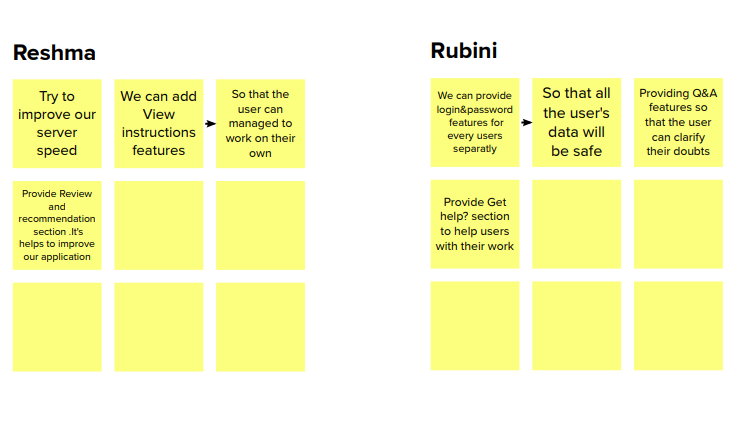 Reshma
Try to
improve our
server
speed
We can add
View
instructions
features
So that the
user can
managed to
work on their
own
Provide Review
and
recommendation
section .It's
helps to improve
our application
Rubini
We can provide
login&password
features for
every users
separatly
So that all
the user's
data will
be safe
Providing Q&A
features so
that the user
can clarify
their doubts
Provide Get
help? section
to help users
with their work